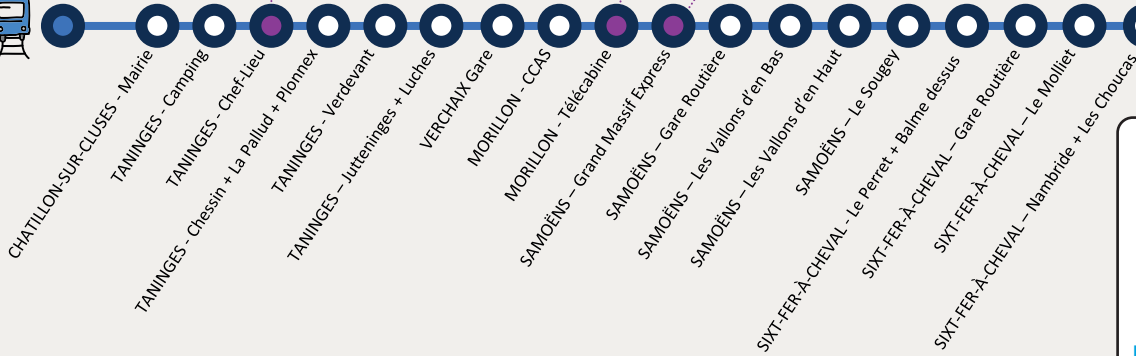 CHATILLON-SUR-CLUSES - Mairie
TANINGES - Camping
TANINGES - Chef-Lieu
TANINGES - Chessin + La Pallud + Plonnex
TANINGES - Verdevant
TANINGES – Jutteninges + Luches
VERCHAIX Gare
MORILLON - CCAS
MORILLON - Télécabine
SAMOËNS – Grand Massif Express
SAMOËNS – Gare Routière
SAMOËNS – Les Vallons d'en Bas
SAMOËNS – Les Vallons d'en Haut
SAMOËNS – Le Sougey
SIXT-FER-À-CHEVAL - Le Perret + Balme dessus
SIXT-FER-À-CHEVAL – Gare Routière
SIXT-FER-À-CHEVAL – Le Molliet
SIXT-FER-À-CHEVAL – Nambride + Les Choucas